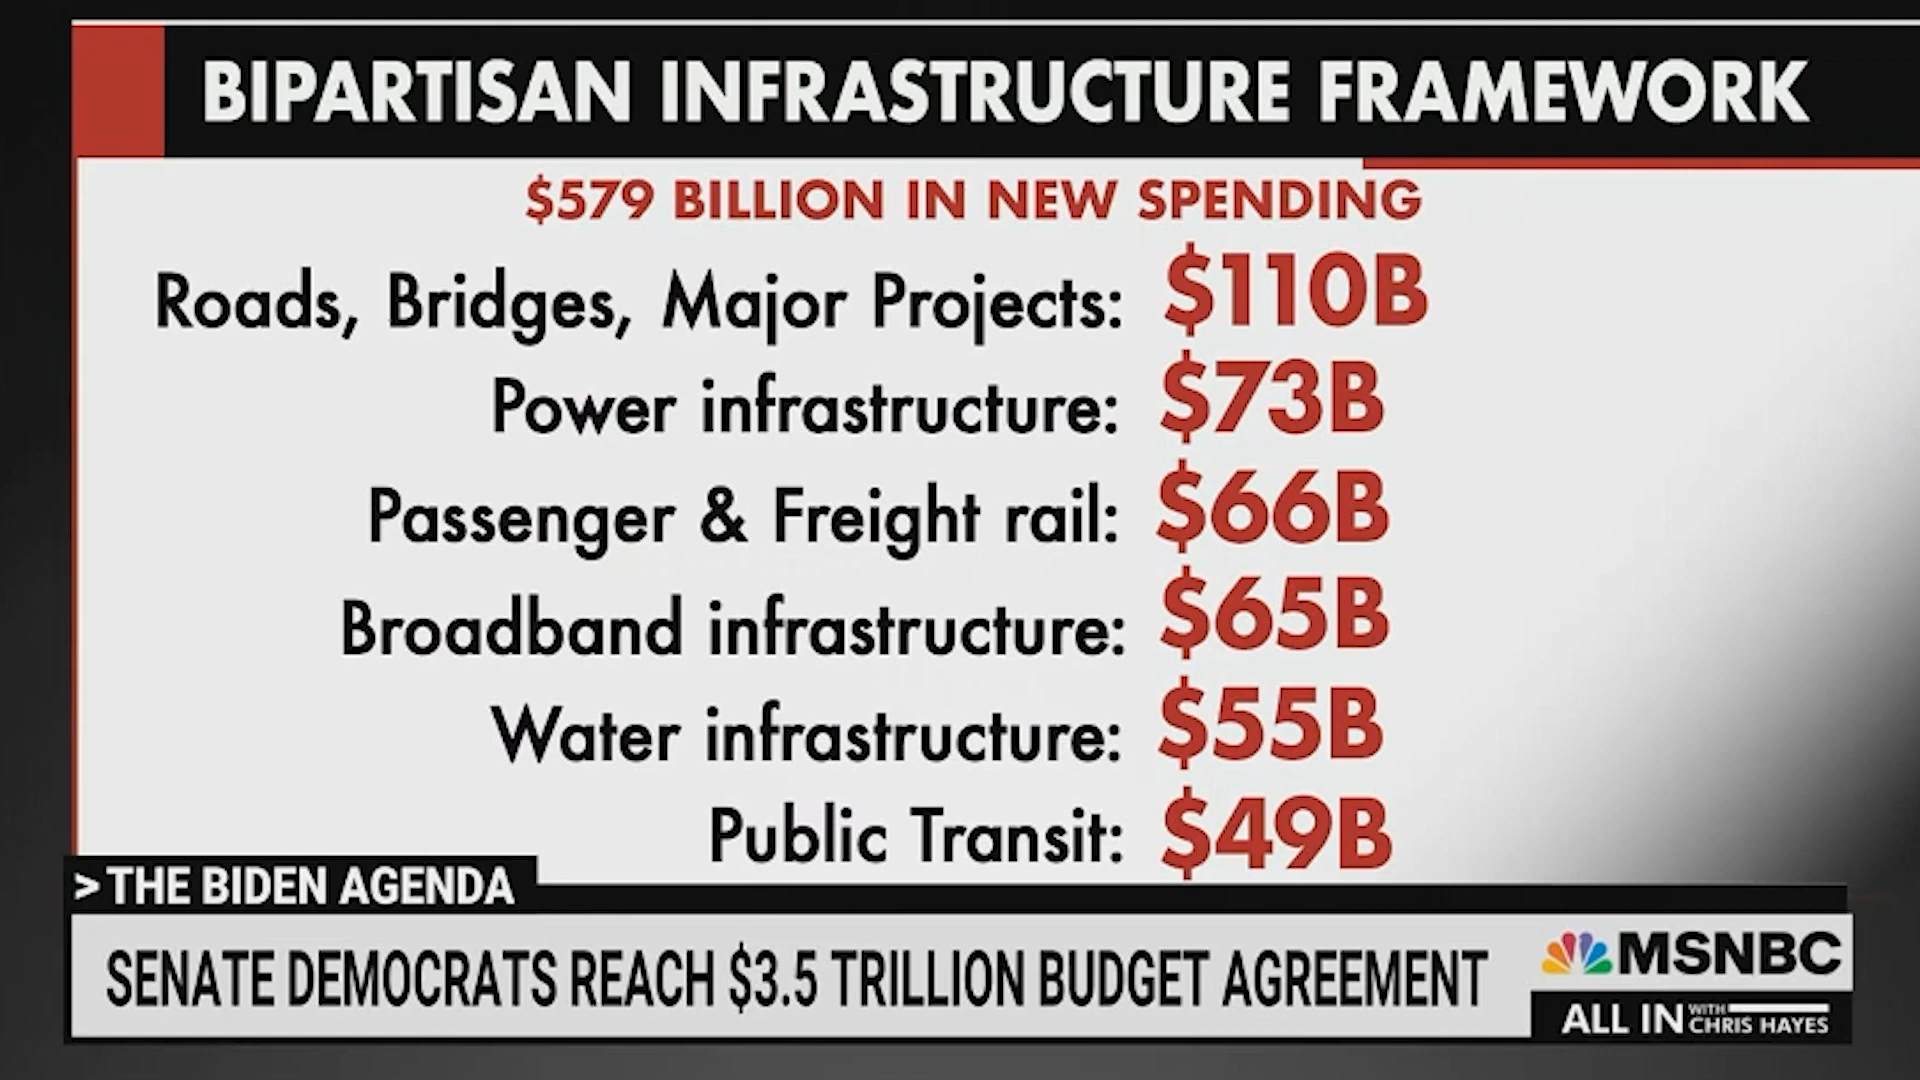 BIPARTISAN INFRASTRUCTURE FRAMEWORK
$579 BILLION IN NEW SPENDING
Roads, Bridges, Major Projects: $110B
Power infrastructure: $73B
Passenger & Freight rail: $66B
Broadband infrastructure: $65B
Water infrastructure: $55B
Public Transit: $49B
> THE BIDEN AGENDA
SENATE DEMOCRATS REACH $3.5 TRILLION BUDGET AGREEMENT
MSNBC
ALL IN WITH CHRIS HAYES